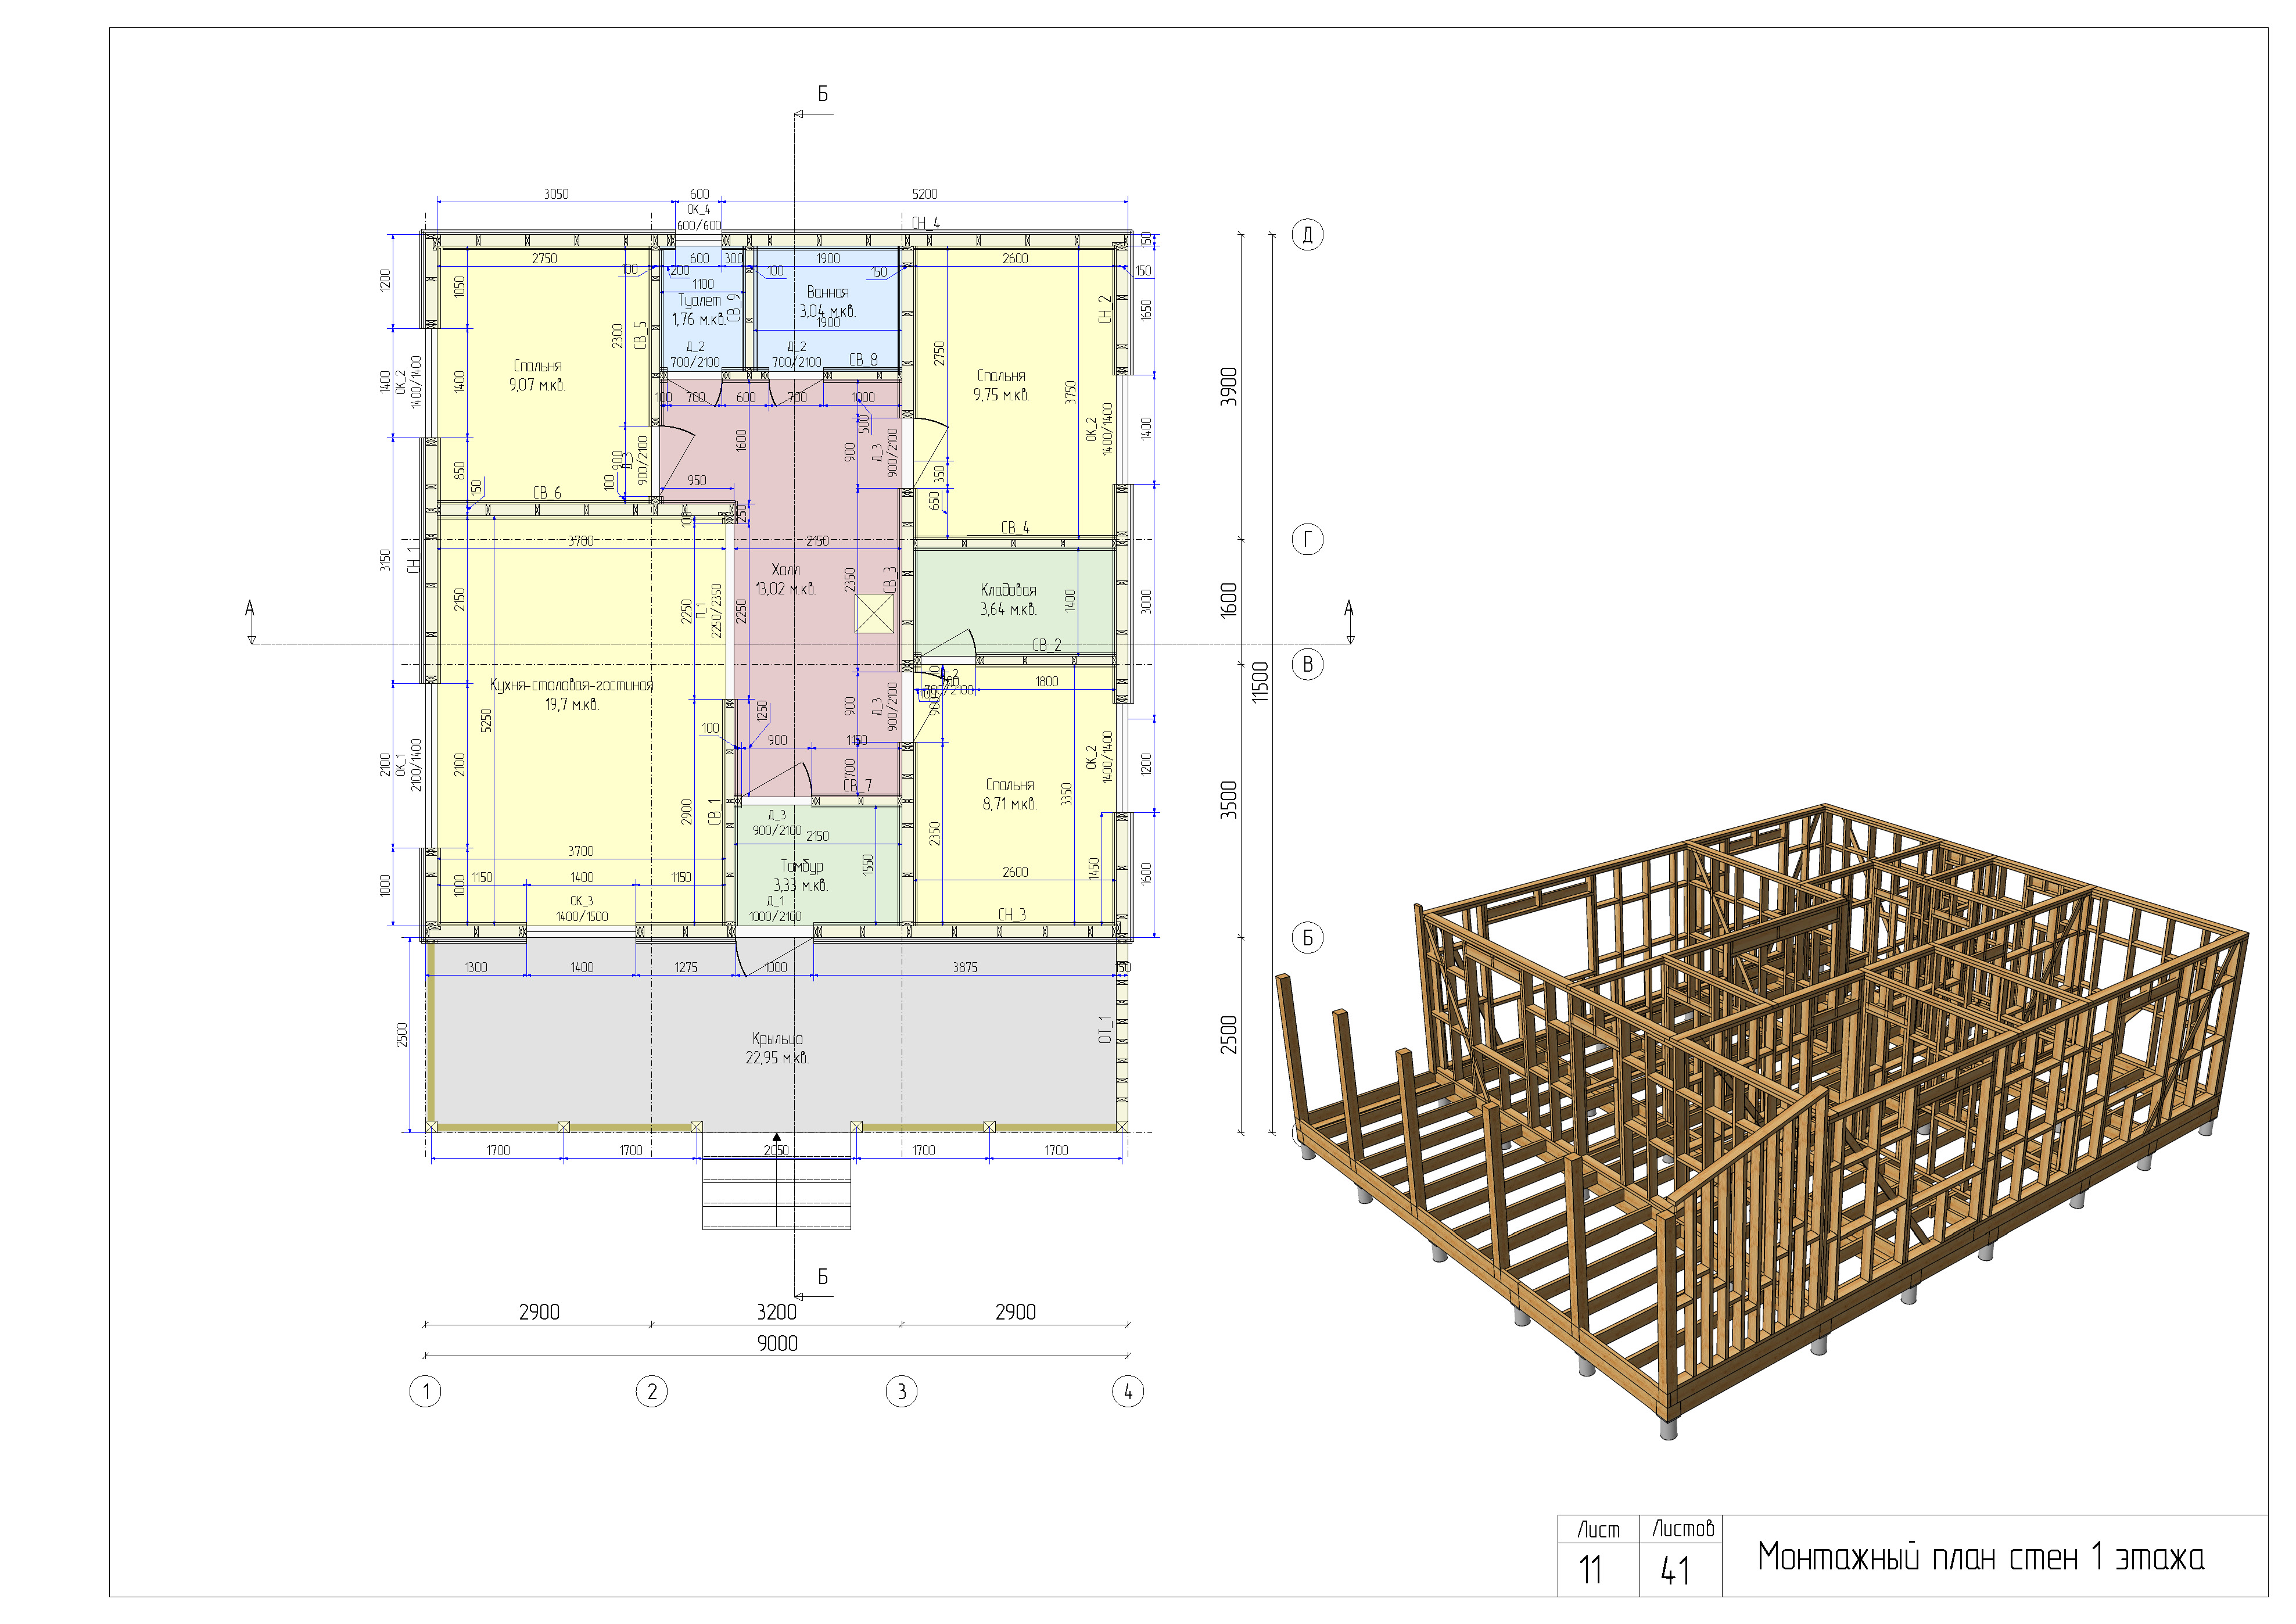 Б
3050
600
5200
ОК_4
600/600
СН_4
2750
100
200
600
300
100
1900
150
2600
150
150
1100
Туалет
1,76 м.кв.
СВ_9
Ванная
3,04 м.кв.
1900
СН_2
1200
1050
1650
2300
СВ_5
Д_2
700/2100
Д_2
700/2100
СВ_8
2750
Спальня
9,07 м.кв.
Спальня
9,75 м.кв.
3750
1400
ОК_2
1400/1400
1400
100
700
600
700
1000
500
ОК_2
1400/1400
1400
3900
Д
1600
900
Д_3
900/2100
900
Д_3
900/2100
350
650
850
150
100
950
СВ_6
250
100
3700
2150
СВ_4
Г
3150
СН_1
2150
Холл
13,02 м.кв.
2350
СВ_3
Кладовая
3,64 м.кв.
1400
3000
1600
2250
П_1
2250/2350
2250
А
А
СВ_2
В
Кухня-столовая-гостиная
19,7 м.кв.
5250
1800
700/2100
100
900
11500
1250
100
900
1150
900
Д_3
900/2100
2100
ОК_1
2100/1400
2100
700
СВ_7
Спальня
8,71 м.кв.
3350
ОК_2
1400/1400
1200
3500
2900
СВ_1
Д_3
900/2100
2150
2350
3700
Тамбур
3,33 м.кв.
1550
1450
1600
1000
1000
1150
1400
1150
2600
ОК_3
1400/1500
Д_1
1000/2100
СН_3
Б
1300
1400
1275
1000
3875
150
2500
Крыльцо
22,95 м.кв.
ОТ_1
2500
1700
1700
2050
1700
1700
Б
2900
3200
2900
9000
1
2
3
4
Лист
Листов
11
41
Монтажный план стен 1 этажа